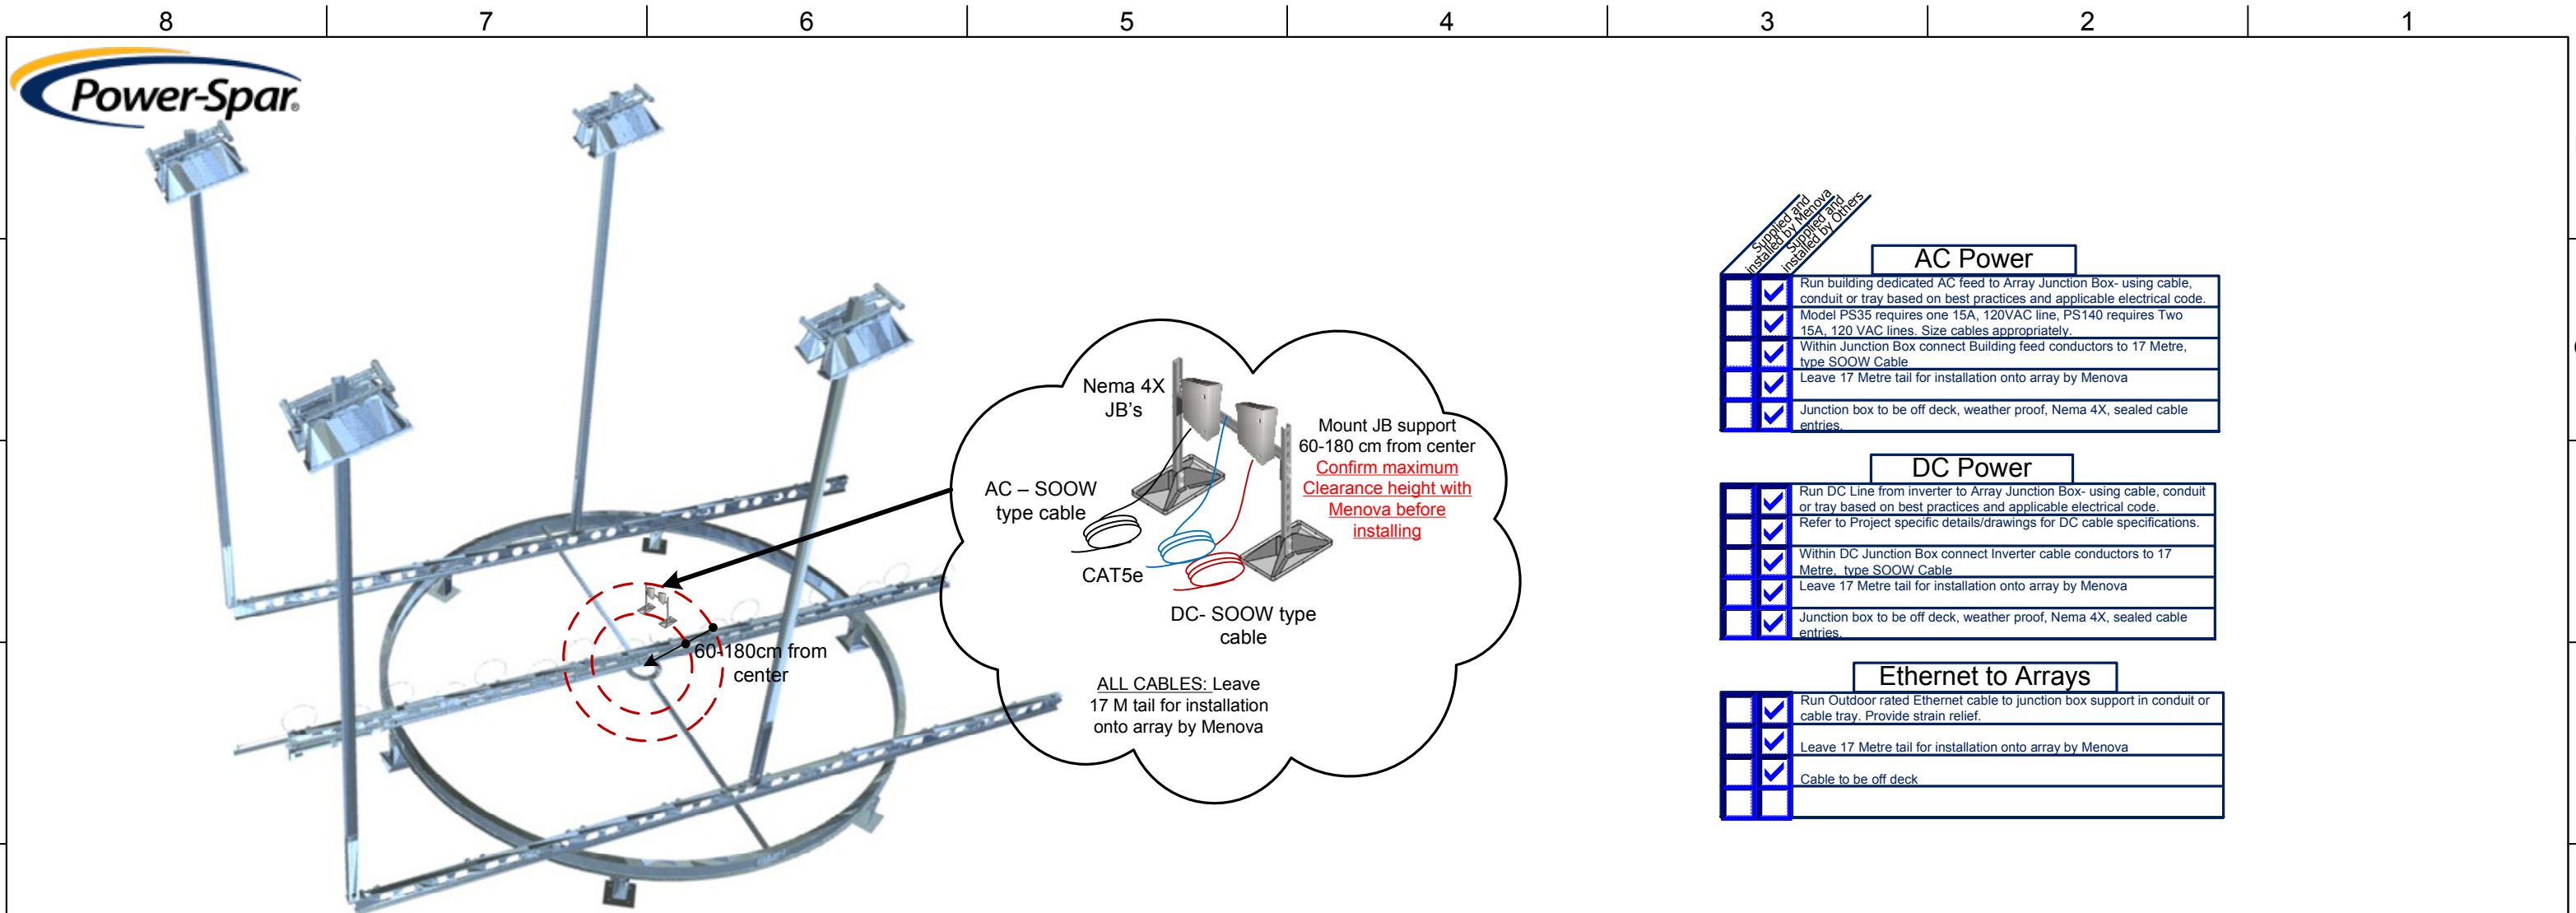 8 7 6 5 4 3 2 1
Power-Spar®
Nema 4X
JB's
Mount JB support
60-180 cm from center
Confirm maximum
Clearance height with
Menova before
installing
AC – SOOW
type cable
CAT5e
DC- SOOW type
cable
ALL CABLES: Leave
17 M tail for installation
onto array by Menova
60-180cm from
center
Supplied and
installed by Menova
Supplied and
installed by Others
AC Power
Run building dedicated AC feed to Array Junction Box- using cable,
conduit or tray based on best practices and applicable electrical code.
Model PS35 requires one 15A, 120VAC line, PS140 requires Two
15A, 120 VAC lines. Size cables appropriately.
Within Junction Box connect Building feed conductors to 17 Metre,
type SOOW Cable
Leave 17 Metre tail for installation onto array by Menova
Junction box to be off deck, weather proof, Nema 4X, sealed cable
entries.
DC Power
Run DC Line from inverter to Array Junction Box- using cable, conduit
or tray based on best practices and applicable electrical code.
Refer to Project specific details/drawings for DC cable specifications.
Within DC Junction Box connect Inverter cable conductors to 17
Metre, type SOOW Cable
Leave 17 Metre tail for installation onto array by Menova
Junction box to be off deck, weather proof, Nema 4X, sealed cable
entries.
Ethernet to Arrays
Run Outdoor rated Ethernet cable to junction box support in conduit or
cable tray. Provide strain relief.
Leave 17 Metre tail for installation onto array by Menova
Cable to be off deck